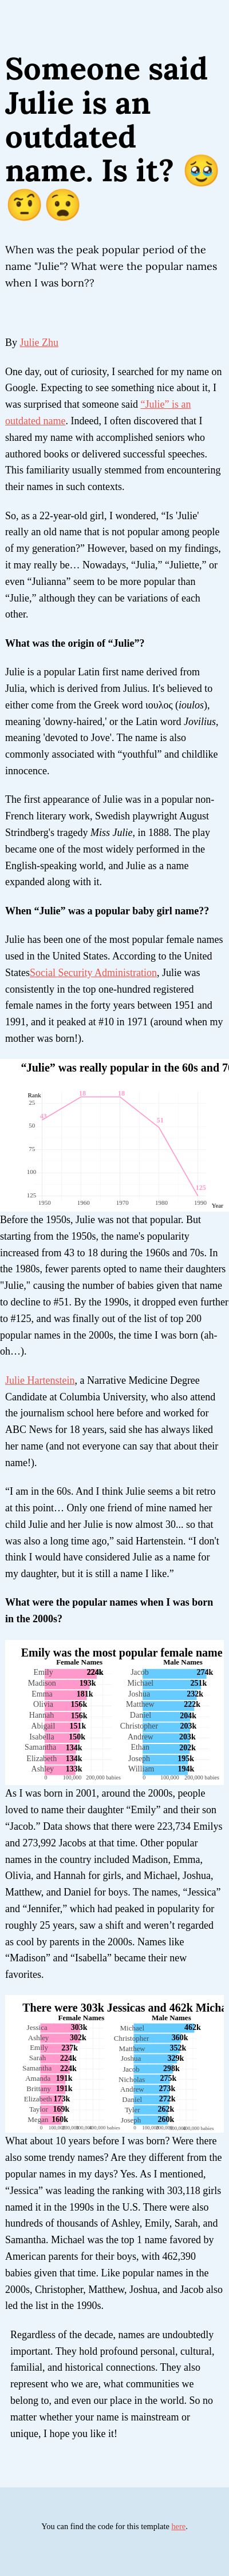 Someone said
Julie is an
outdated
name. Is it? 🥹
🤨😧
When was the peak popular period of the
name "Julie"? What were the popular names
when I was born??
By Julie Zhu
One day, out of curiosity, I searched for my name on
Google. Expecting to see something nice about it, I
was surprised that someone said “Julie” is an
outdated name. Indeed, I often discovered that I
shared my name with accomplished seniors who
authored books or delivered successful speeches.
This familiarity usually stemmed from encountering
their names in such contexts.
So, as a 22-year-old girl, I wondered, “Is 'Julie'
really an old name that is not popular among people
of my generation?” However, based on my findings,
it may really be… Nowadays, “Julia,” “Juliette,” or
even “Julianna” seem to be more popular than
“Julie,” although they can be variations of each
other.
What was the origin of “Julie”?
Julie is a popular Latin first name derived from
Julia, which is derived from Julius. It's believed to
either come from the Greek word ιουλος (ioulos),
meaning 'downy-haired,' or the Latin word Jovilius,
meaning 'devoted to Jove'. The name is also
commonly associated with “youthful” and childlike
innocence.
The first appearance of Julie was in a popular non-
French literary work, Swedish playwright August
Strindberg's tragedy Miss Julie, in 1888. The play
became one of the most widely performed in the
English-speaking world, and Julie as a name
expanded along with it.
When “Julie” was a popular baby girl name??
Julie has been one of the most popular female names
used in the United States. According to the United
StatesSocial Security Administration, Julie was
consistently in the top one-hundred registered
female names in the forty years between 1951 and
1991, and it peaked at #10 in 1971 (around when my
mother was born!).
“Julie” was really popular in the 60s and 70
Rank
25
50
75
100
125
43
18
18
51
125
1950 1960 1970 1980 1990 Year
Before the 1950s, Julie was not that popular. But
starting from the 1950s, the name's popularity
increased from 43 to 18 during the 1960s and 70s. In
the 1980s, fewer parents opted to name their daughters
"Julie," causing the number of babies given that name
to decline to #51. By the 1990s, it dropped even further
to #125, and was finally out of the list of top 200
popular names in the 2000s, the time I was born (ah-
oh…).
Julie Hartenstein, a Narrative Medicine Degree
Candidate at Columbia University, who also attend
the journalism school here before and worked for
ABC News for 18 years, said she has always liked
her name (and not everyone can say that about their
name!).
“I am in the 60s. And I think Julie seems a bit retro
at this point… Only one friend of mine named her
child Julie and her Julie is now almost 30... so that
was also a long time ago,” said Hartenstein. “I don't
think I would have considered Julie as a name for
my daughter, but it is still a name I like.”
What were the popular names when I was born
in the 2000s?
Emily was the most popular female name
Female Names Male Names
Emily 224k Jacob 274k
Madison 193k Michael 251k
Emma 181k Joshua 232k
Olivia 156k Matthew 222k
Hannah 156k Daniel 204k
Abigail 151k Christopher 203k
Isabella 150k Andrew 203k
Samantha 134k Ethan 202k
Elizabeth 134k Joseph 195k
Ashley 133k William 194k
0 100,000 200,000 babies 0 100,000 200,000 babies
As I was born in 2001, around the 2000s, people
loved to name their daughter “Emily” and their son
“Jacob.” Data shows that there were 223,734 Emilys
and 273,992 Jacobs at that time. Other popular
names in the country included Madison, Emma,
Olivia, and Hannah for girls, and Michael, Joshua,
Matthew, and Daniel for boys. The names, “Jessica”
and “Jennifer,” which had peaked in popularity for
roughly 25 years, saw a shift and weren’t regarded
as cool by people in the 2000s. Names like
“Madison” and “Isabella” became their new
favorites.
There were 303k Jessicas and 462k Micha
Female Names Male Names
Jessica 303k Michael 462k
Ashley 302k Christopher 360k
Emily 237k Matthew 352k
Sarah 224k Joshua 329k
Samantha 224k Jacob 298k
Amanda 191k Nicholas 275k
Brittany 191k Andrew 273k
Elizabeth 173k Daniel 272k
Taylor 169k Tyler 262k
Megan 160k Joseph 260k
0 100,000 200,000 300,000 400,000 babies 0 100,000 200,000 300,000 400,000 babies
What about 10 years before I was born? Were there
also some trendy names? Are they different from the
popular names in my days? Yes. As I mentioned,
“Jessica” was leading the ranking with 303,118 girls
named it in the 1990s in the U.S. There were also
hundreds of thousands of Ashley, Emily, Sarah, and
Samantha. Michael was the top 1 name favored by
American parents for their boys, with 462,390
babies given that time. Like popular names in the
2000s, Christopher, Matthew, Joshua, and Jacob also
led the list in the 1990s.
Regardless of the decade, names are undoubtedly
important. They hold profound personal, cultural,
familial, and historical connections. They also
represent who we are, what communities we
belong to, and even our place in the world. So no
matter whether your name is mainstream or
unique, I hope you like it!
You can find the code for this template here.